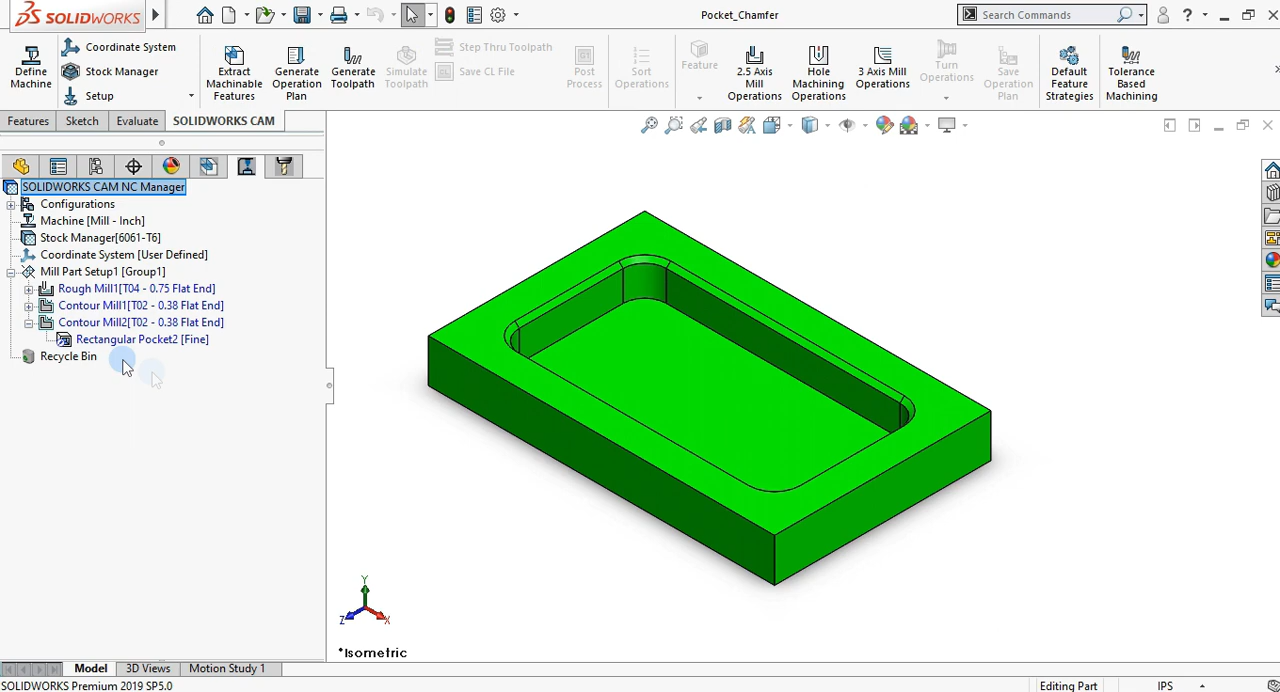 SOLIDWORKS
Pocket_Chamfer
Search Commands
?
Define Machine
Coordinate System
Stock Manager
Setup
Extract Machinable Features
Generate Operation Plan
Generate Toolpath
Simulate Toolpath
Step Thru Toolpath
Save CL File
Post Process
Sort Operations
Feature
2.5 Axis Mill Operations
Hole Machining Operations
3 Axis Mill Operations
Turn Operations
Save Operation Plan
Default Feature Strategies
Tolerance Based Machining
Features
Sketch
Evaluate
SOLIDWORKS CAM
SOLIDWORKS CAM NC Manager
Configurations
Machine [Mill - Inch]
Stock Manager[6061-T6]
Coordinate System [User Defined]
Mill Part Setup1 [Group1]
Rough Mill1[T04 - 0.75 Flat End]
Contour Mill1[T02 - 0.38 Flat End]
Contour Mill2[T02 - 0.38 Flat End]
Rectangular Pocket2 [Fine]
Recycle Bin
Y
Z
X
*Isometric
Model
3D Views
Motion Study 1
SOLIDWORKS Premium 2019 SP5.0
Editing Part
IPS